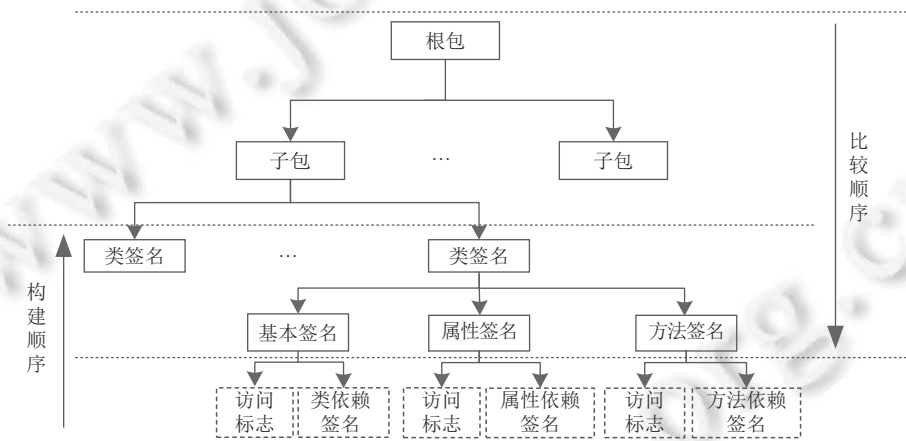 根包
子包
…
子包
比较顺序
类签名
…
类签名
构建顺序
基本签名
属性签名
方法签名
访问
标志
类依赖
签名
访问
标志
属性依赖
签名
访问
标志
方法依赖
签名
www.j
org.c